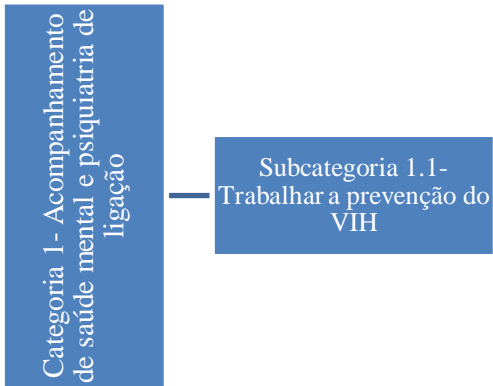 Categoria 1- Acompanhamento
de saúde mental e psiquiatria de
ligação
Subcategoria 1.1-
Trabalhar a prevenção do
VIH